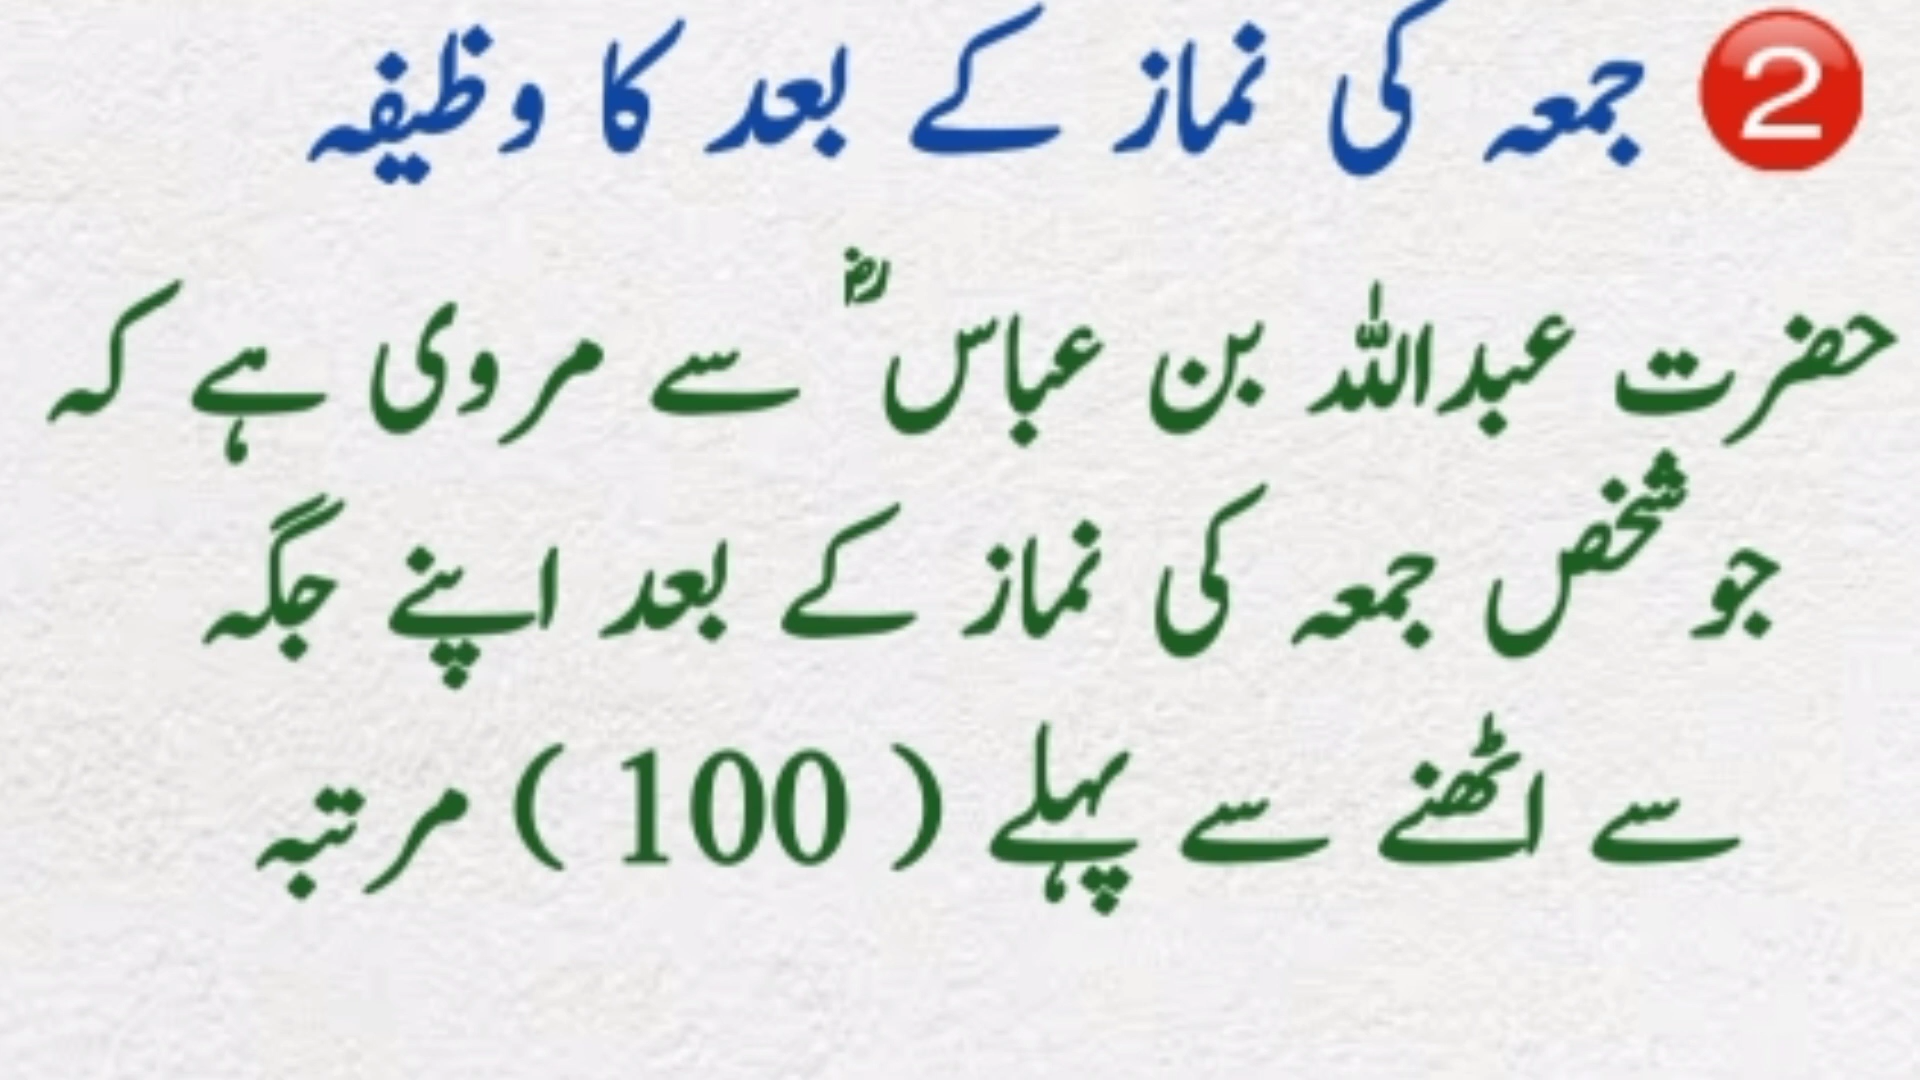 2 جمعہ کی نماز کے بعد کا وظیفہ
حضرت عبداللہ بن عباسؓ سے مروی ہے کہ
جو شخص جمعہ کی نماز کے بعد اپنے جگہ
سے اٹھنے سے پہلے ( 100 ) مرتبہ